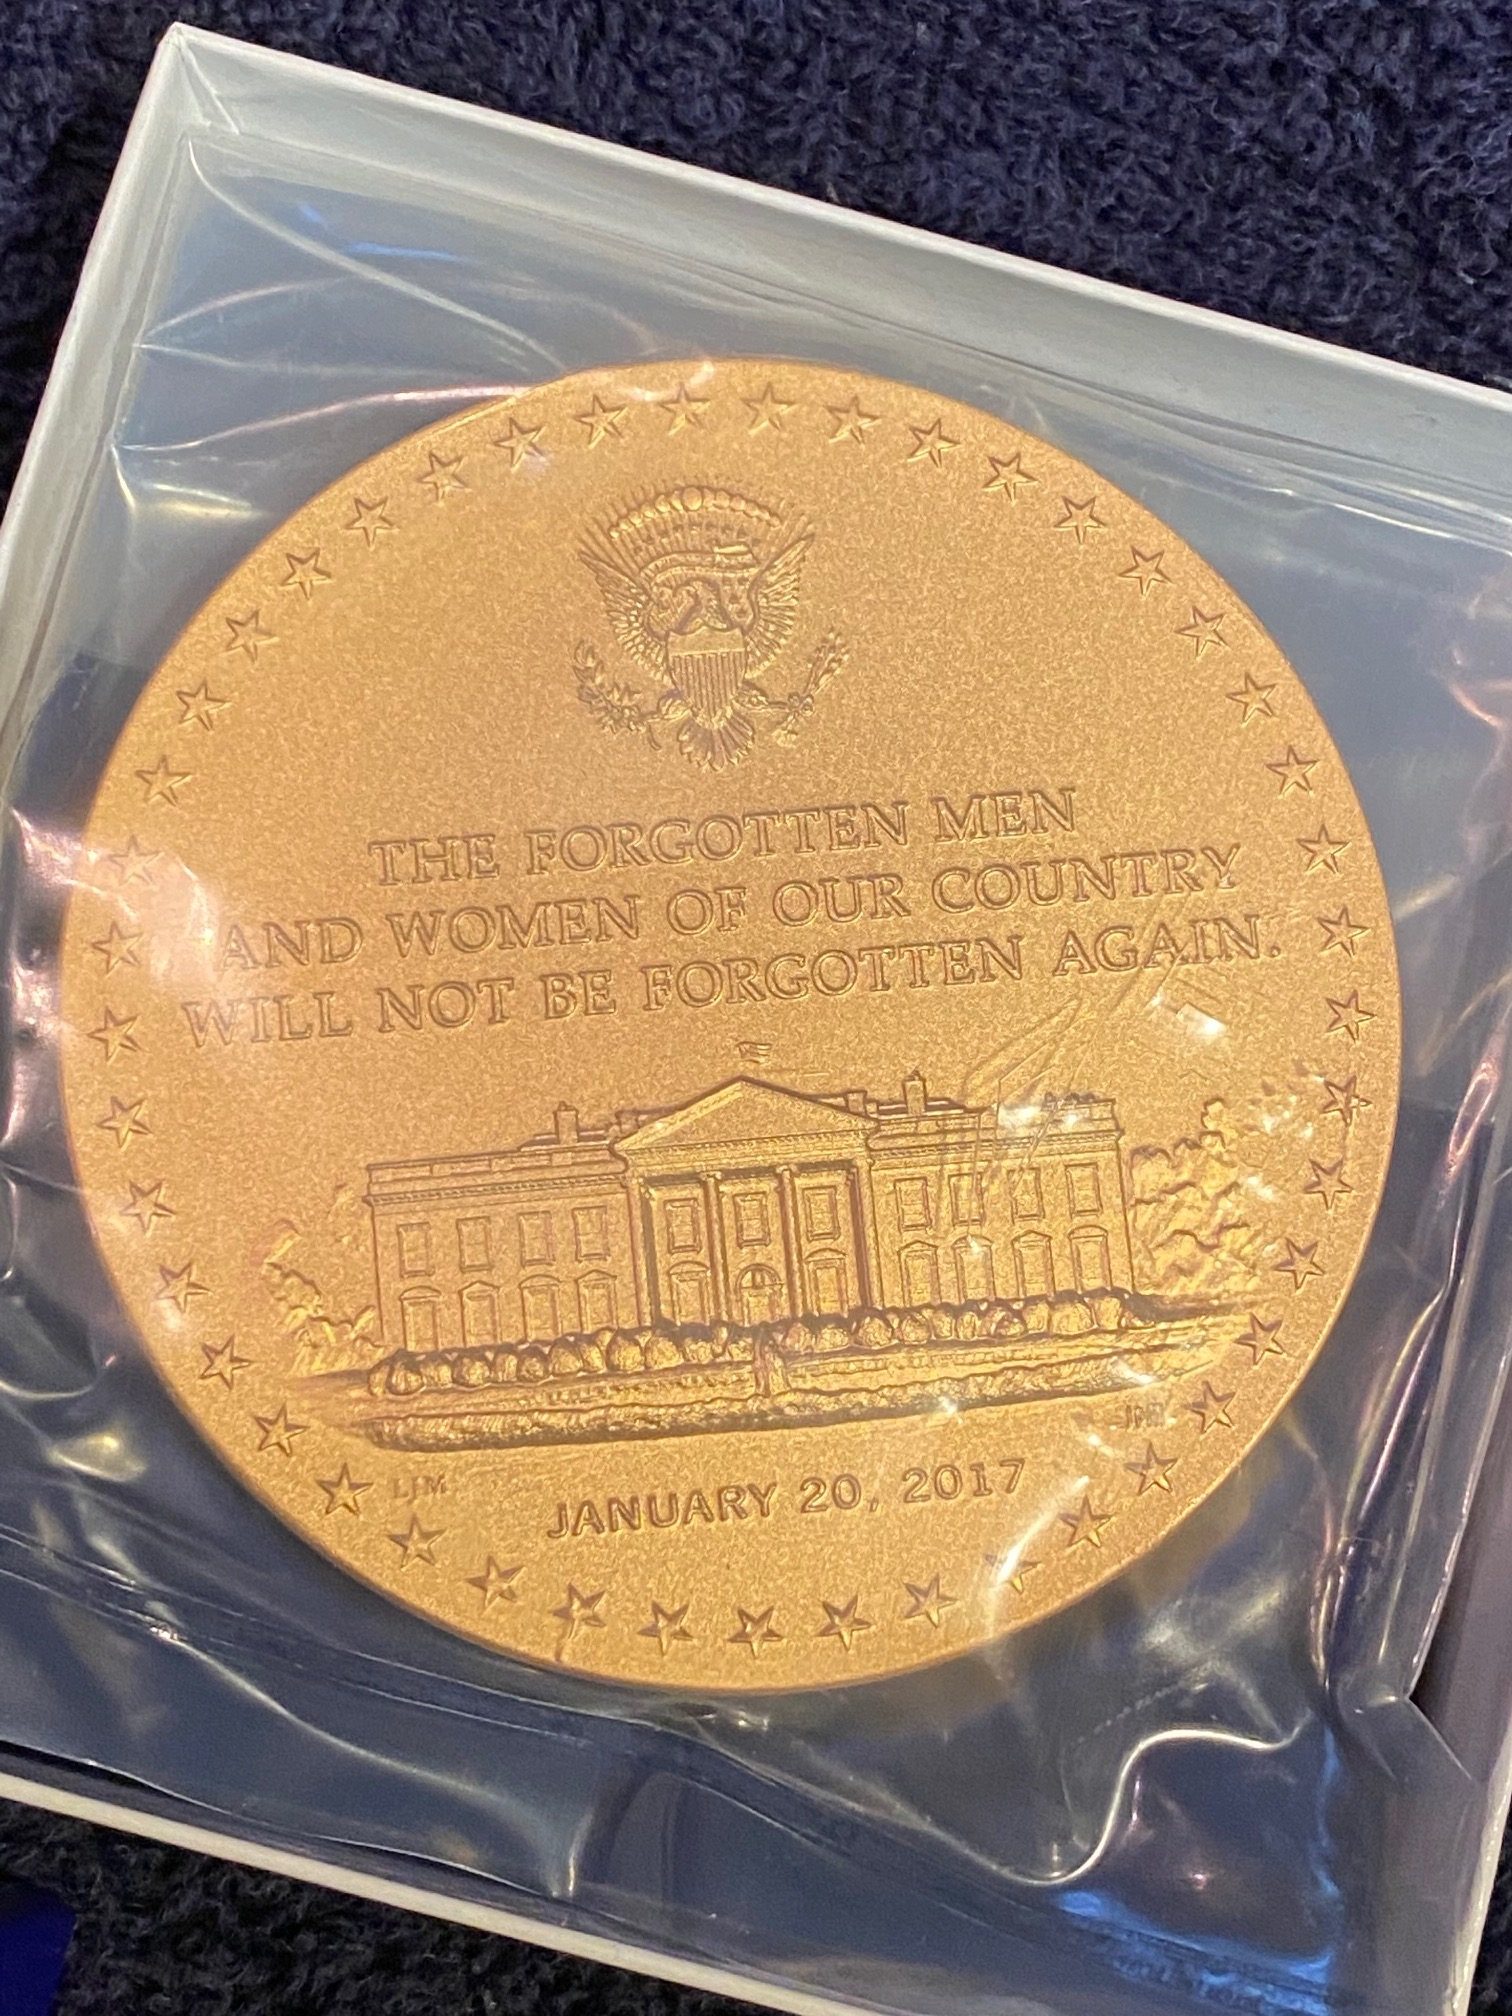 THE FORGOTTEN MEN
AND WOMEN OF OUR COUNTRY
WILL NOT BE FORGOTTEN AGAIN.
LJM
JANUARY 20, 2017